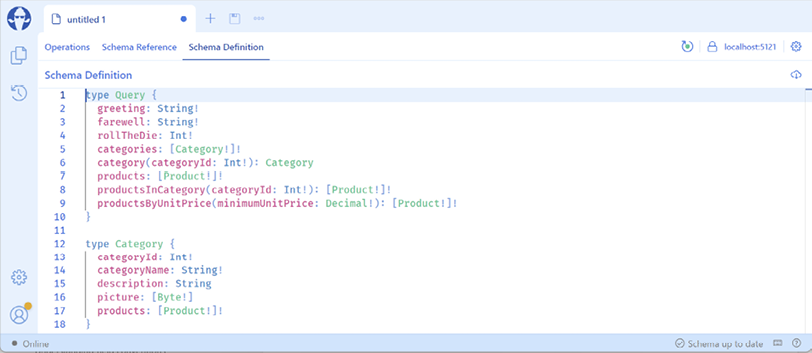 untitled 1
Operations Schema Reference Schema Definition localhost:5121
Schema Definition
1 type Query {
2 greeting: String!
3 farewell: String!
4 rollTheDie: Int!
5 categories: [Category!]!
6 category(categoryId: Int!): Category
7 products: [Product!]!
8 productsInCategory(categoryId: Int!): [Product!]!
9 productsByUnitPrice(minimumUnitPrice: Decimal!): [Product!]!
10 }
11
12 type Category {
13 categoryId: Int!
14 categoryName: String!
15 description: String
16 picture: [Byte!]
17 products: [Product!]!
18 }
Online Schema up to date